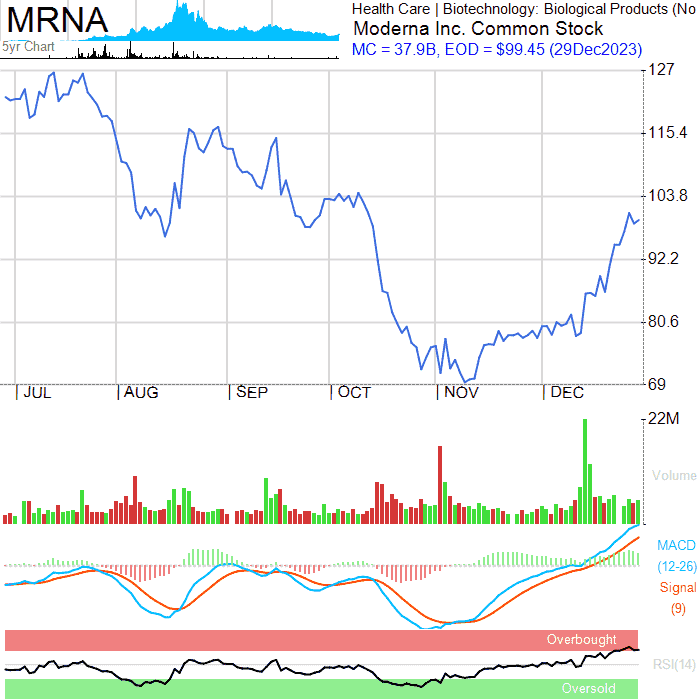 MRNA
5yr Chart
Health Care | Biotechnology: Biological Products (No
Moderna Inc. Common Stock
MC = 37.9B, EOD = $99.45 (29Dec2023)
127
115.4
103.8
92.2
80.6
69
| JUL | AUG | SEP | OCT | NOV | DEC
22M
Volume
MACD
(12-26)
Signal
(9)
Overbought
RSI(14)
Oversold